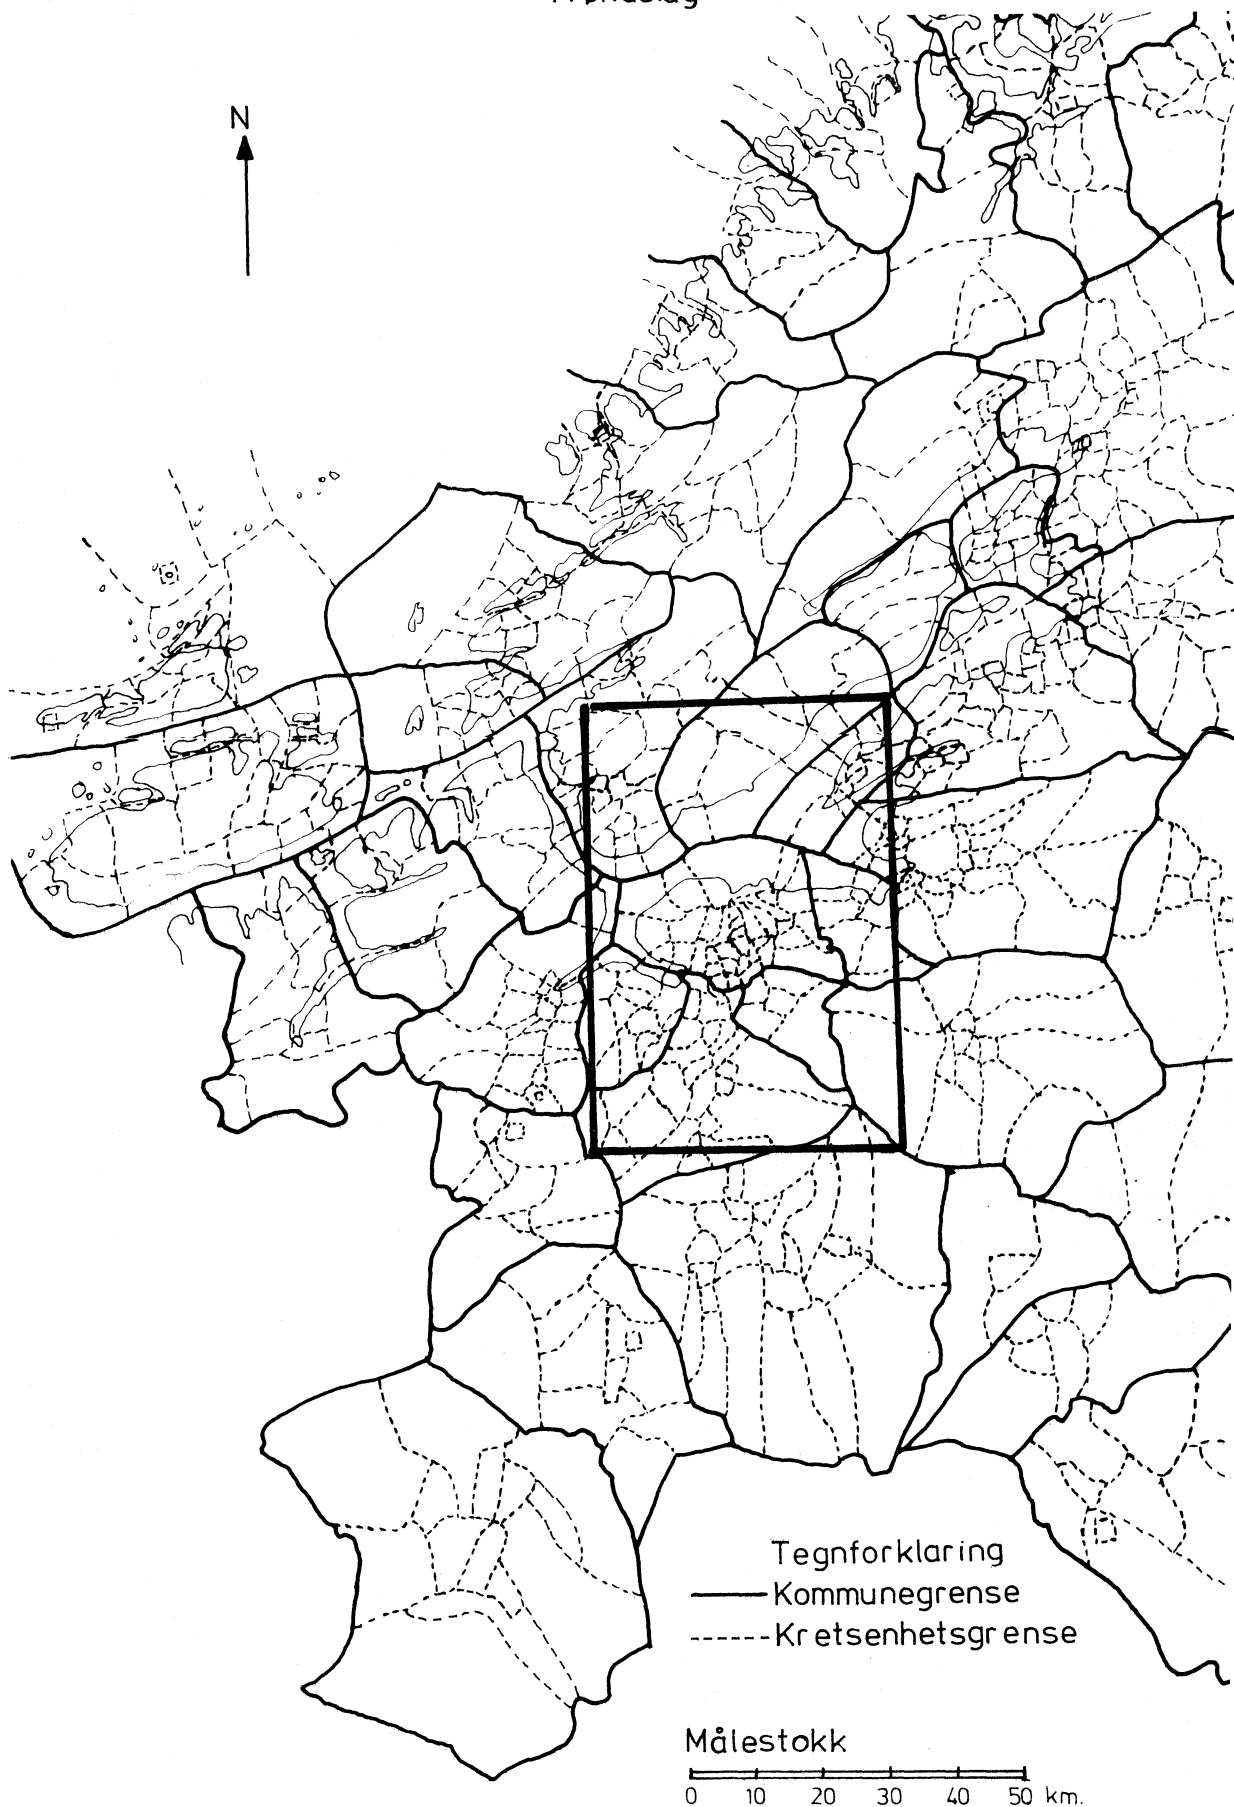 N
Tegnforklaring
Kommunegrense
Kretsenhetsgrense
Målestokk
0 10 20 30 40 50 km.